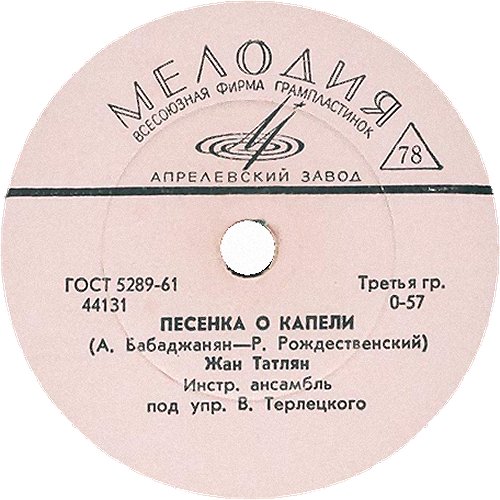 МЕЛОДИЯ
ВСЕСОЮЗНАЯ ФИРМА ГРАМПЛАСТИНОК
78
АПРЕЛЕВСКИЙ ЗАВОД
ГОСТ 5289-61
Третья гр.
44131
0-57
ПЕСЕНКА О КАПЕЛИ
(А. Бабаджанян—Р. Рождественский)
Жан Татлян
Инстр. ансамбль
под упр. В. Терлецкого